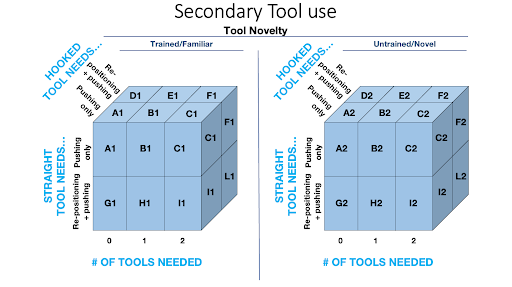 Secondary Tool use
Tool Novelty
Trained/Familiar
Untrained/Novel
HOOKED
TOOL NEEDS...
Re-
positioning
+ pushing
Pushing
only
D1 E1 F1
A1 B1 C1
STRAIGHT
TOOL NEEDS...
Pushing
only
Re-positioning
+ pushing
A1 B1 C1
G1 H1 I1
C1 F1
I1 L1
0 1 2
# OF TOOLS NEEDED
HOOKED
TOOL NEEDS...
Re-
positioning
+ pushing
Pushing
only
D2 E2 F2
A2 B2 C2
STRAIGHT
TOOL NEEDS...
Pushing
only
Re-positioning
+ pushing
A2 B2 C2
G2 H2 I2
C2 F2
I2 L2
0 1 2
# OF TOOLS NEEDED